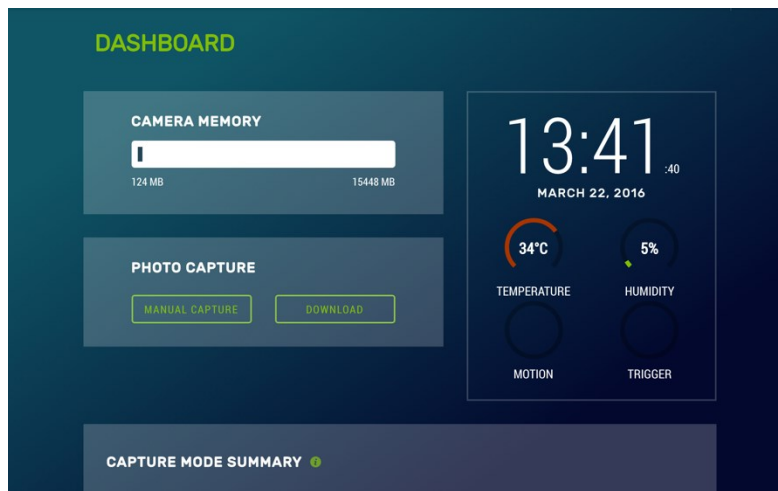 DASHBOARD
CAMERA MEMORY
124 MB 15448 MB
PHOTO CAPTURE
MANUAL CAPTURE DOWNLOAD
13:41 :40
MARCH 22, 2016
34°C 5%
TEMPERATURE HUMIDITY
MOTION TRIGGER
CAPTURE MODE SUMMARY i